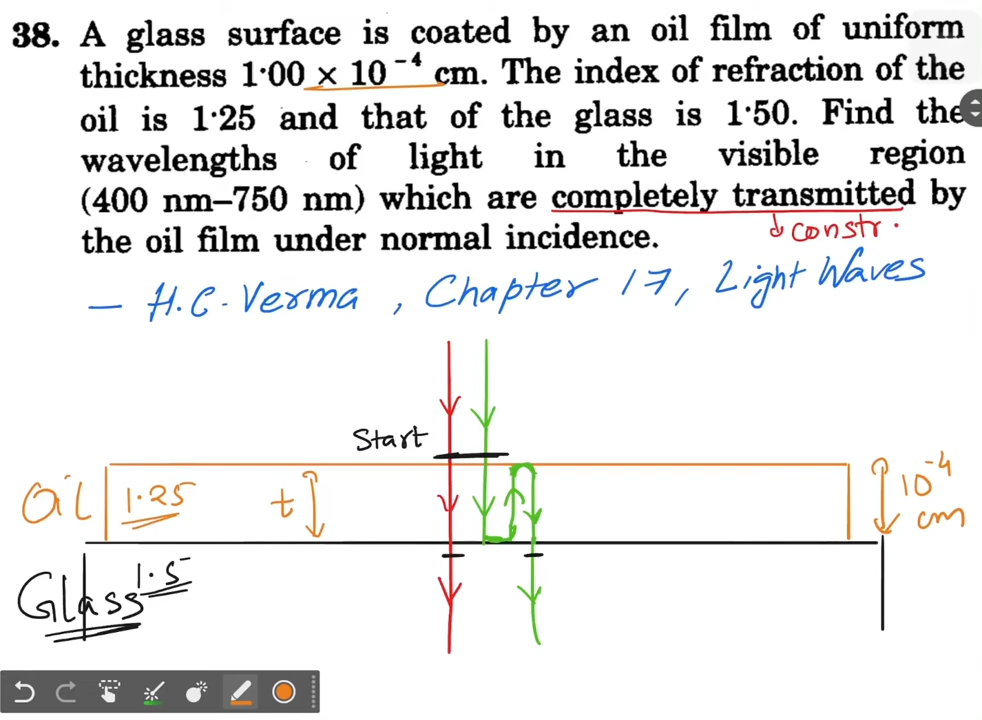 38. A glass surface is coated by an oil film of uniform
thickness 1·00 × 10⁻⁴ cm. The index of refraction of the
oil is 1·25 and that of the glass is 1·50. Find the
wavelengths of light in the visible region
(400 nm–750 nm) which are completely transmitted by
the oil film under normal incidence.
constr.
— H.C. Verma, Chapter 17, Light Waves
Start
Oil 1.25 t 10⁻⁴
cm
Glass 1.5